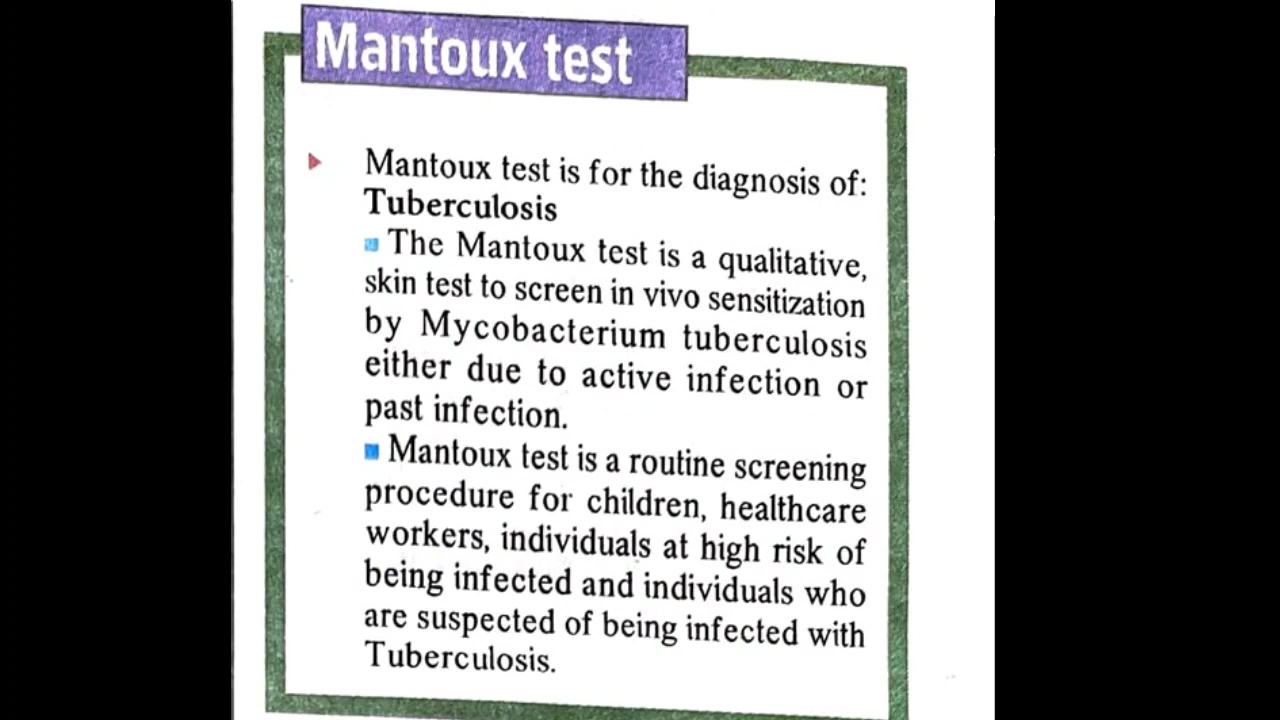 Mantoux test
Mantoux test is for the diagnosis of:
Tuberculosis
The Mantoux test is a qualitative,
skin test to screen in vivo sensitization
by Mycobacterium tuberculosis
either due to active infection or
past infection.
Mantoux test is a routine screening
procedure for children, healthcare
workers, individuals at high risk of
being infected and individuals who
are suspected of being infected with
Tuberculosis.